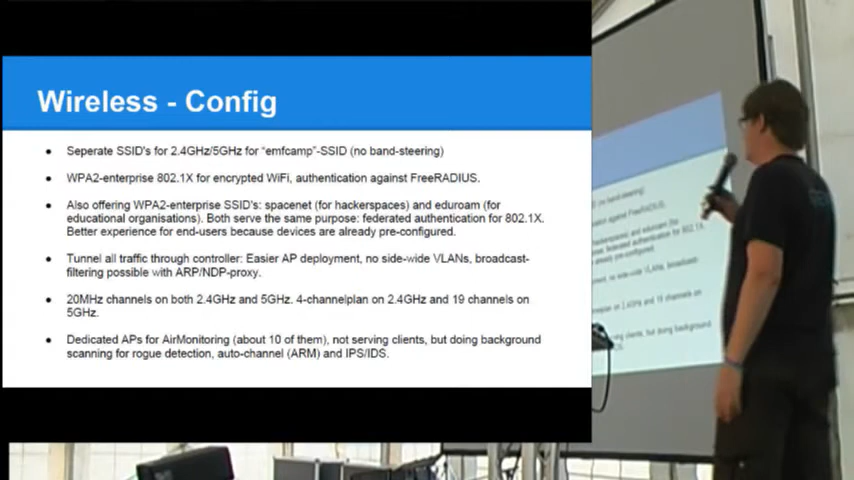 Wireless - Config
Seperate SSID's for 2.4GHz/5GHz for "emfcamp"-SSID (no band-steering)
WPA2-enterprise 802.1X for encrypted WiFi, authentication against FreeRADIUS.
Also offering WPA2-enterprise SSID's: spacenet (for hackerspaces) and eduroam (for
educational organisations). Both serve the same purpose: federated authentication for 802.1X.
Better experience for end-users because devices are already pre-configured.
Tunnel all traffic through controller: Easier AP deployment, no side-wide VLANs, broadcast-
filtering possible with ARP/NDP-proxy.
20MHz channels on both 2.4GHz and 5GHz. 4-channelplan on 2.4GHz and 19 channels on
5GHz.
Dedicated APs for AirMonitoring (about 10 of them), not serving clients, but doing background
scanning for rogue detection, auto-channel (ARM) and IPS/IDS.